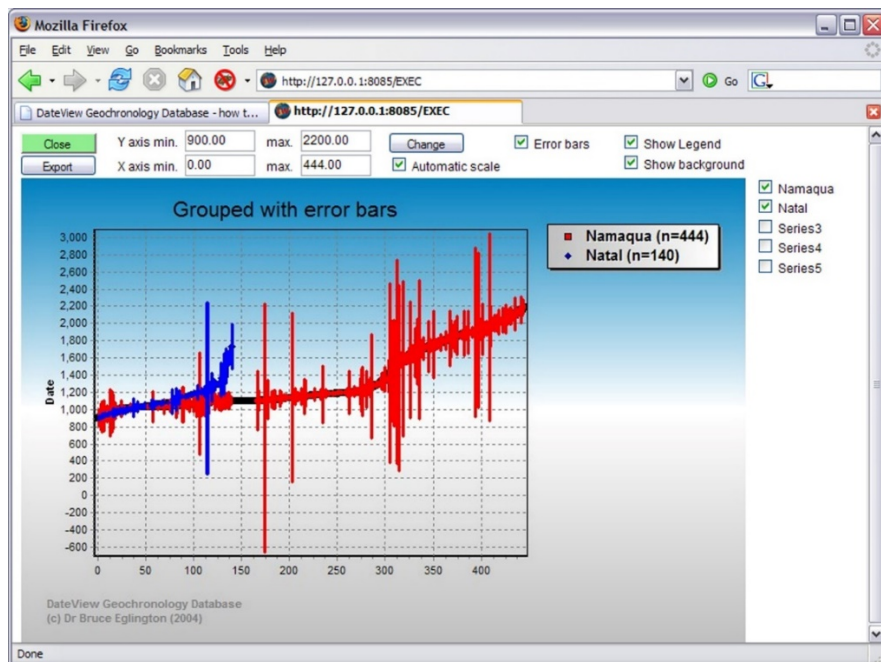 Mozilla Firefox
File Edit View Go Bookmarks Tools Help
http://127.0.0.1:8085/EXEC Go G
DateView Geochronology Database - how t... http://127.0.0.1:8085/EXEC
Close Y axis min. 900.00 max. 2200.00 Change Error bars Show Legend
Export X axis min. 0.00 max. 444.00 Automatic scale Show background
Namaqua
Natal
Series3
Series4
Series5
Grouped with error bars
Namaqua (n=444)
Natal (n=140)
Date
3,000
2,800
2,600
2,400
2,200
2,000
1,800
1,600
1,400
1,200
1,000
800
600
400
200
0
-200
-400
-600
0 50 100 150 200 250 300 350 400
DateView Geochronology Database
(c) Dr Bruce Eglington (2004)
Done